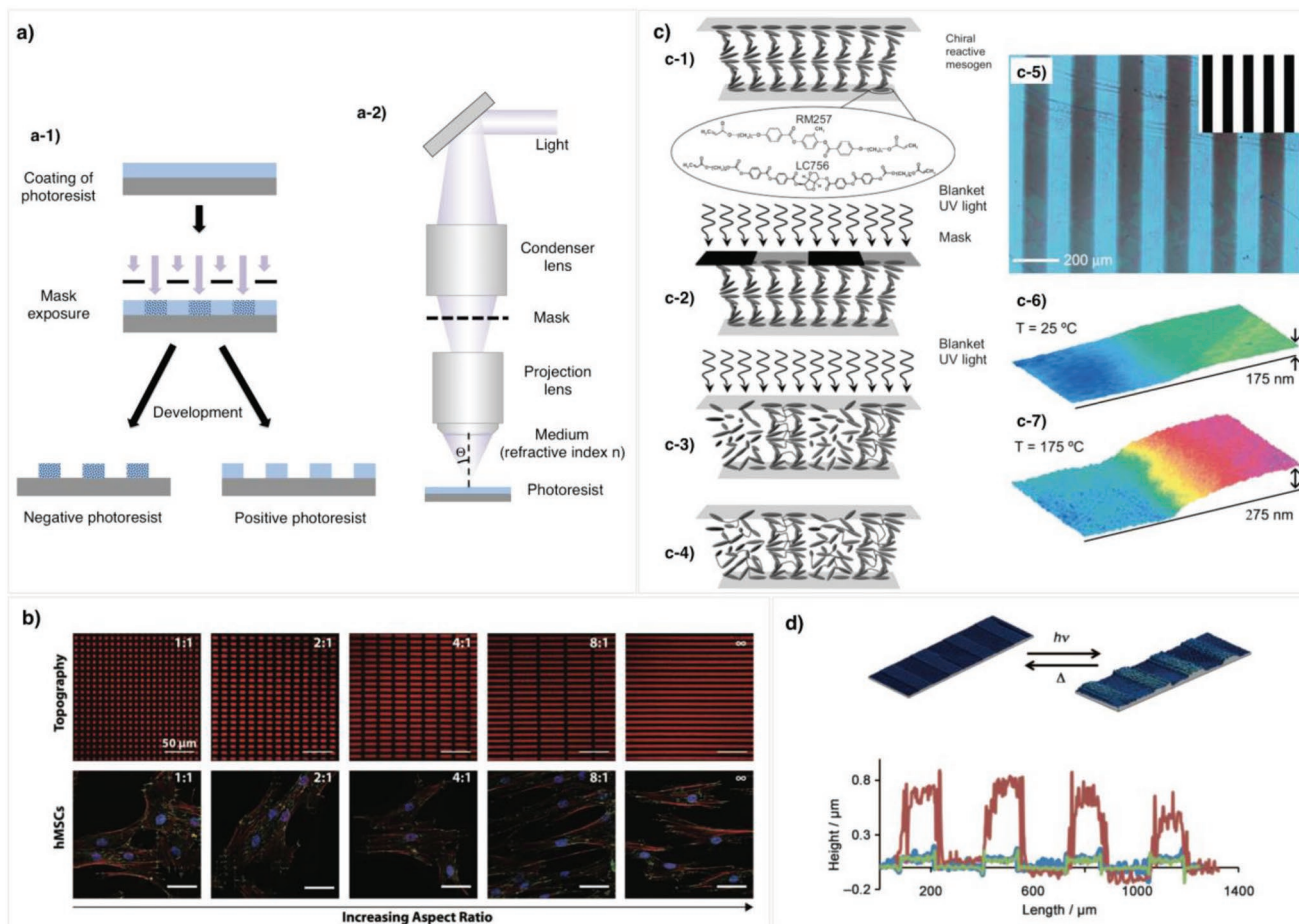 a)
a-1)
Coating of
photoresist
Mask
exposure
Development
Negative photoresist
Positive photoresist
a-2)
Light
Condenser
lens
Mask
Projection
lens
Medium
(refractive index n)
Θ
Photoresist
c)
c-1)
Chiral
reactive
mesogen
RM257
LC756
Blanket
UV light
Mask
c-2)
Blanket
UV light
c-3)
c-4)
c-5)
200 µm
c-6)
T = 25 ºC
175 nm
c-7)
T = 175 ºC
275 nm
b)
Topography
1:1
2:1
4:1
8:1
∞
50 µm
hMSCs
1:1
2:1
4:1
8:1
∞
Increasing Aspect Ratio
d)
hν
Δ
Height / µm
0.8
0.3
−0.2
200
600
1000
1400
Length / µm